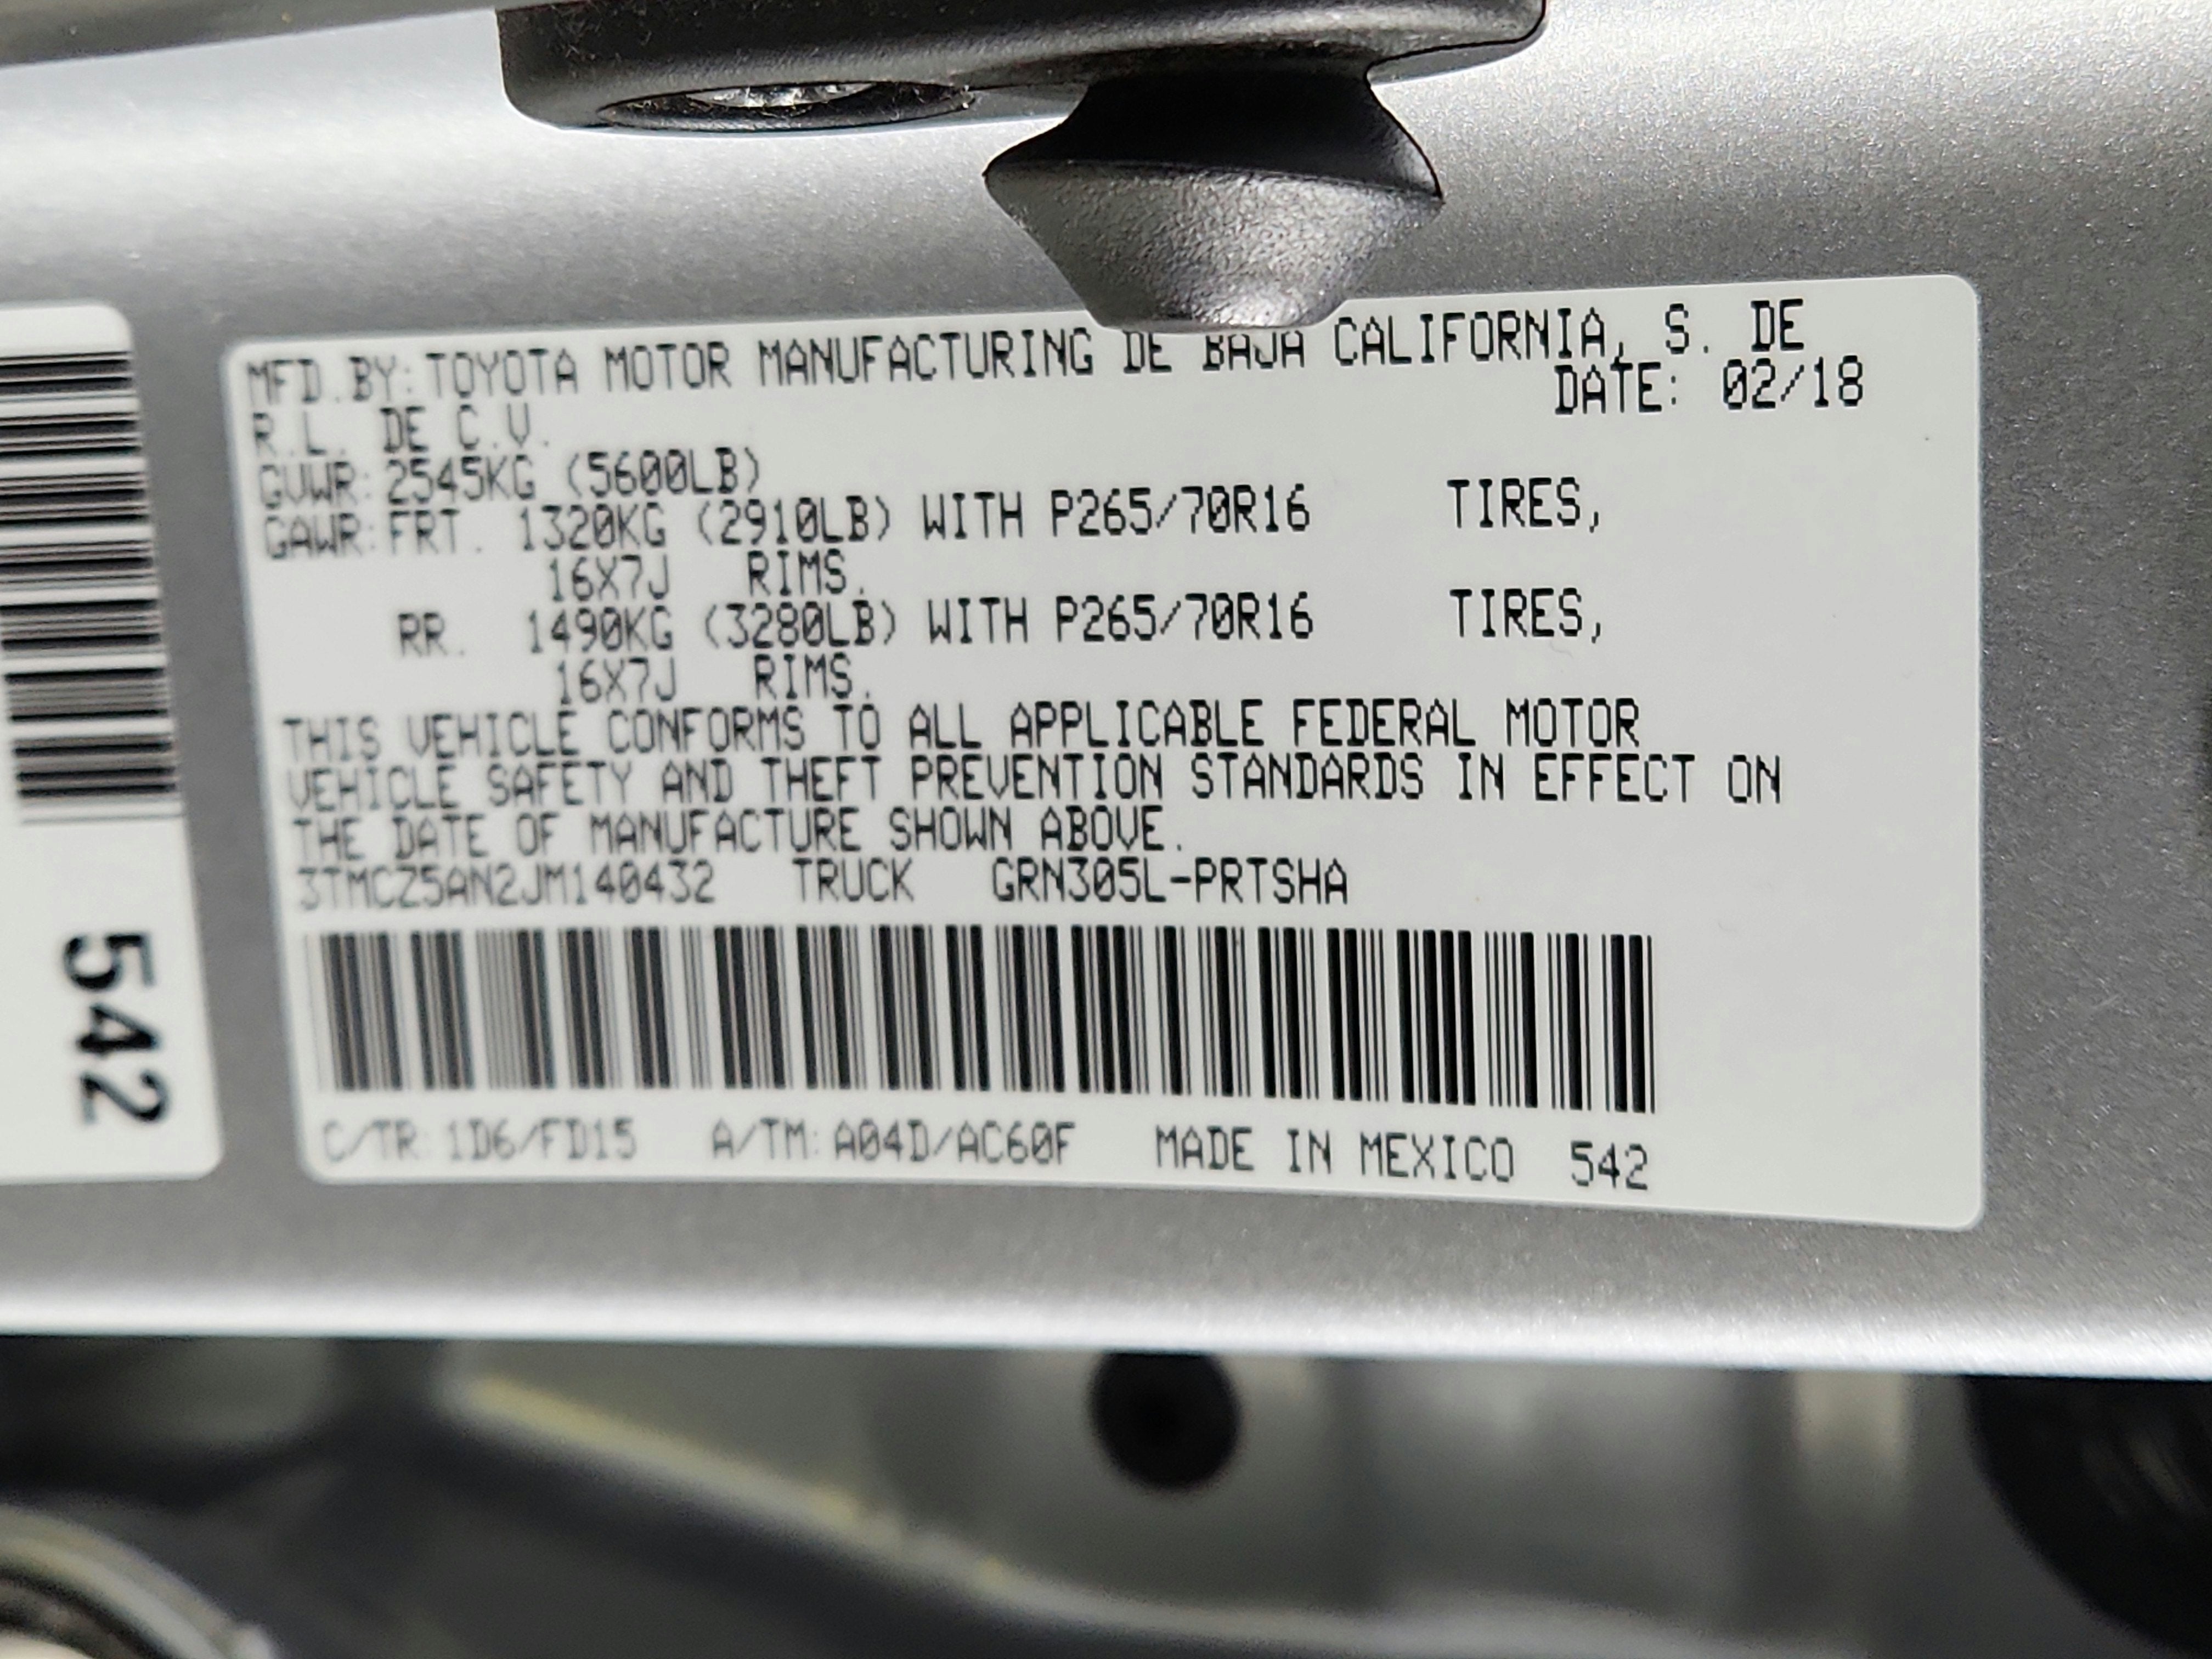 MFD.BY:TOYOTA MOTOR MANUFACTURING DE BAJA CALIFORNIA, S. DE
R.L. DE C.V. DATE: 02/18
GVWR:2545KG (5600LB)
GAWR:FRT. 1320KG (2910LB) WITH P265/70R16 TIRES,
16X7J RIMS.
RR. 1490KG (3280LB) WITH P265/70R16 TIRES,
16X7J RIMS.
THIS VEHICLE CONFORMS TO ALL APPLICABLE FEDERAL MOTOR
VEHICLE SAFETY AND THEFT PREVENTION STANDARDS IN EFFECT ON
THE DATE OF MANUFACTURE SHOWN ABOVE.
3TMCZ5AN2JM140432 TRUCK GRN305L-PRTSHA
C/TR:1D6/FD15 A/TM:A04D/AC60F MADE IN MEXICO 542
542